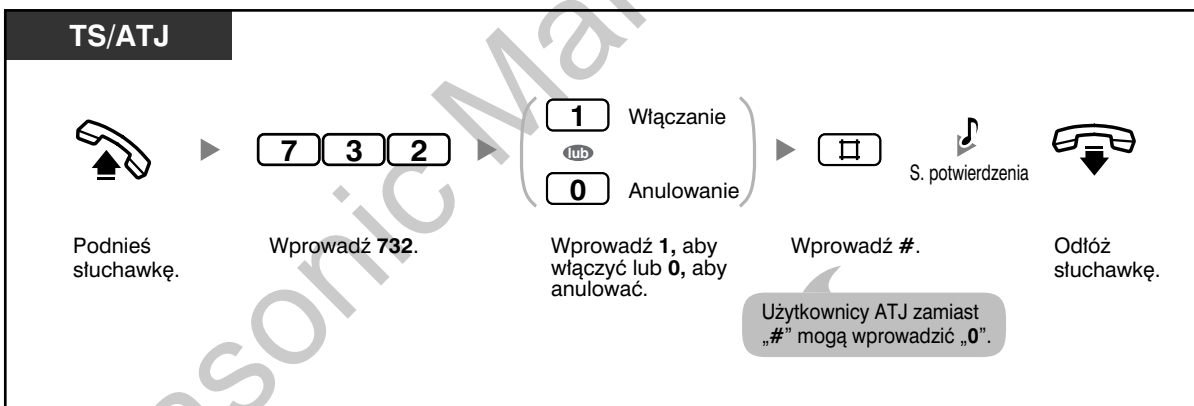 TS/ATJ
7 3 2
1 Włączanie
lub
0 Anulowanie
S. potwierdzenia
Podnieś
słuchawkę.
Wprowadź 732.
Wprowadź 1, aby
włączyć lub 0, aby
anulować.
Wprowadź #.
Odłóż
słuchawkę.
Użytkownicy ATJ zamiast
„#” mogą wprowadzić „0”.